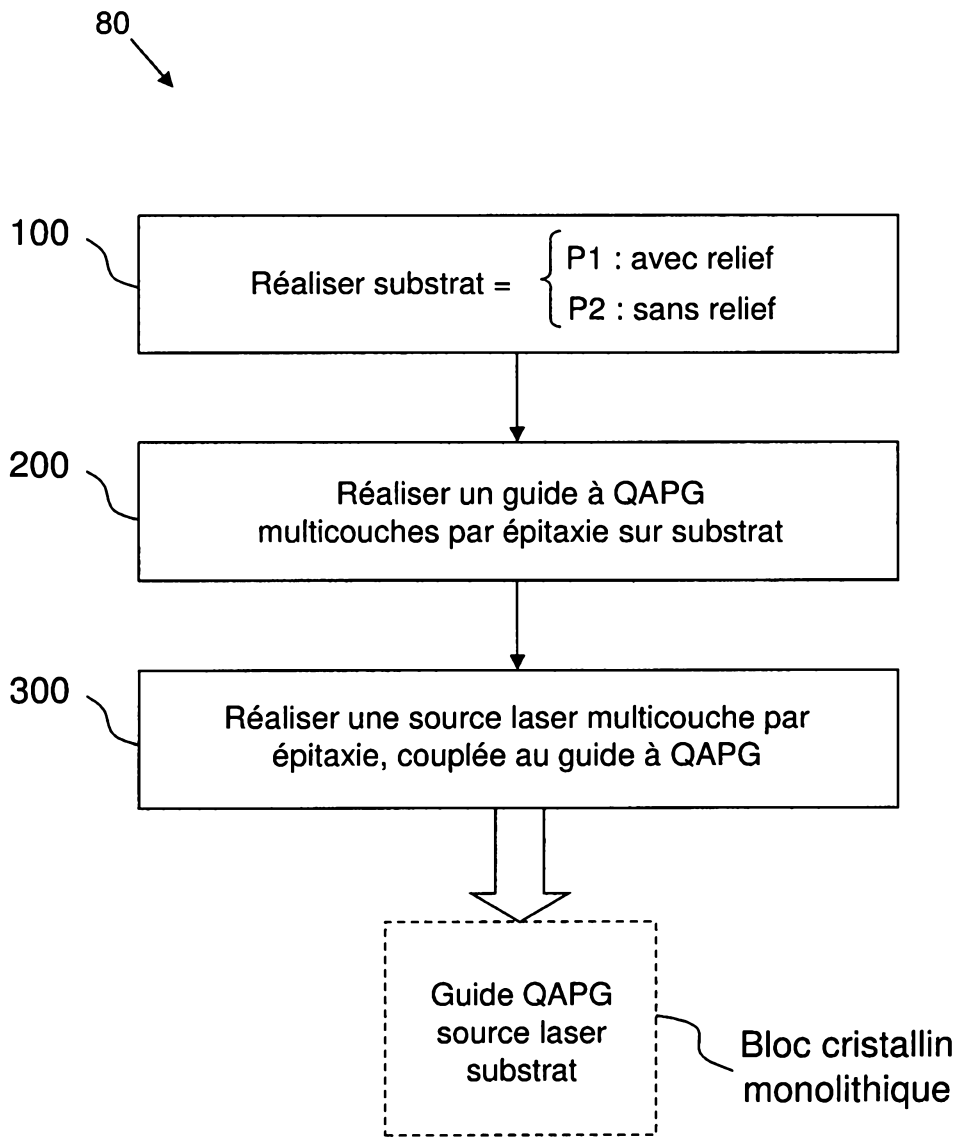 80
100
Réaliser substrat =
P1 : avec relief
P2 : sans relief
200
Réaliser un guide à QAPG
multicouches par épitaxie sur substrat
300
Réaliser une source laser multicouche par
épitaxie, couplée au guide à QAPG
Guide QAPG
source laser
substrat
Bloc cristallin
monolithique